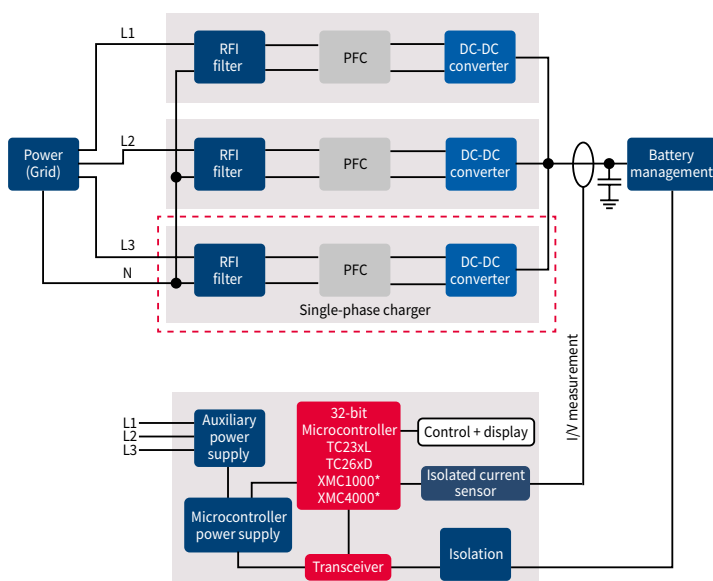 L1
RFI
filter
PFC
DC-DC
converter
L2
Power
(Grid)
RFI
filter
PFC
DC-DC
converter
Battery
management
L3
N
RFI
filter
PFC
DC-DC
converter
Single-phase charger
I/V measurement
L1
L2
L3
Auxiliary
power
supply
32-bit
Microcontroller
TC23xL
TC26xD
XMC1000*
XMC4000*
Control + display
Isolated current
sensor
Microcontroller
power supply
Transceiver
Isolation